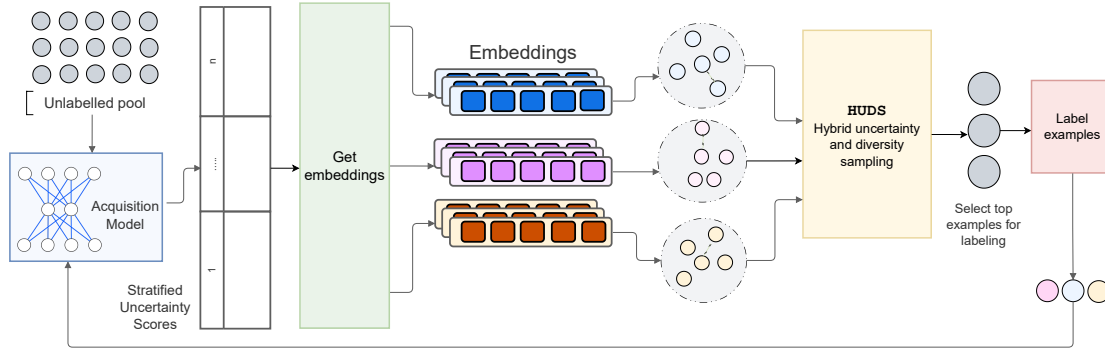 Unlabelled pool
Acquisition
Model
Stratified
Uncertainty
Scores
n
.....
1
Get
embeddings
Embeddings
HUDS
Hybrid uncertainty
and diversity
sampling
Select top
examples for
labeling
Label
examples